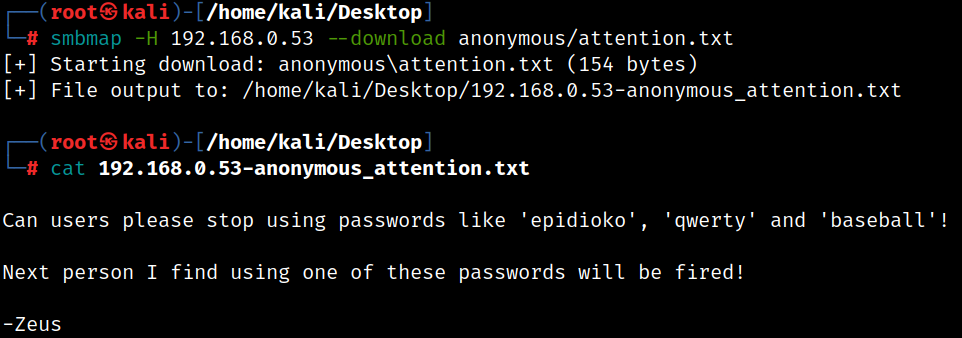 ┌──(root㉿kali)-[/home/kali/Desktop]
└─# smbmap -H 192.168.0.53 --download anonymous/attention.txt
[+] Starting download: anonymous\attention.txt (154 bytes)
[+] File output to: /home/kali/Desktop/192.168.0.53-anonymous_attention.txt
┌──(root㉿kali)-[/home/kali/Desktop]
└─# cat 192.168.0.53-anonymous_attention.txt
Can users please stop using passwords like 'epidioko', 'qwerty' and 'baseball'!
Next person I find using one of these passwords will be fired!
-Zeus